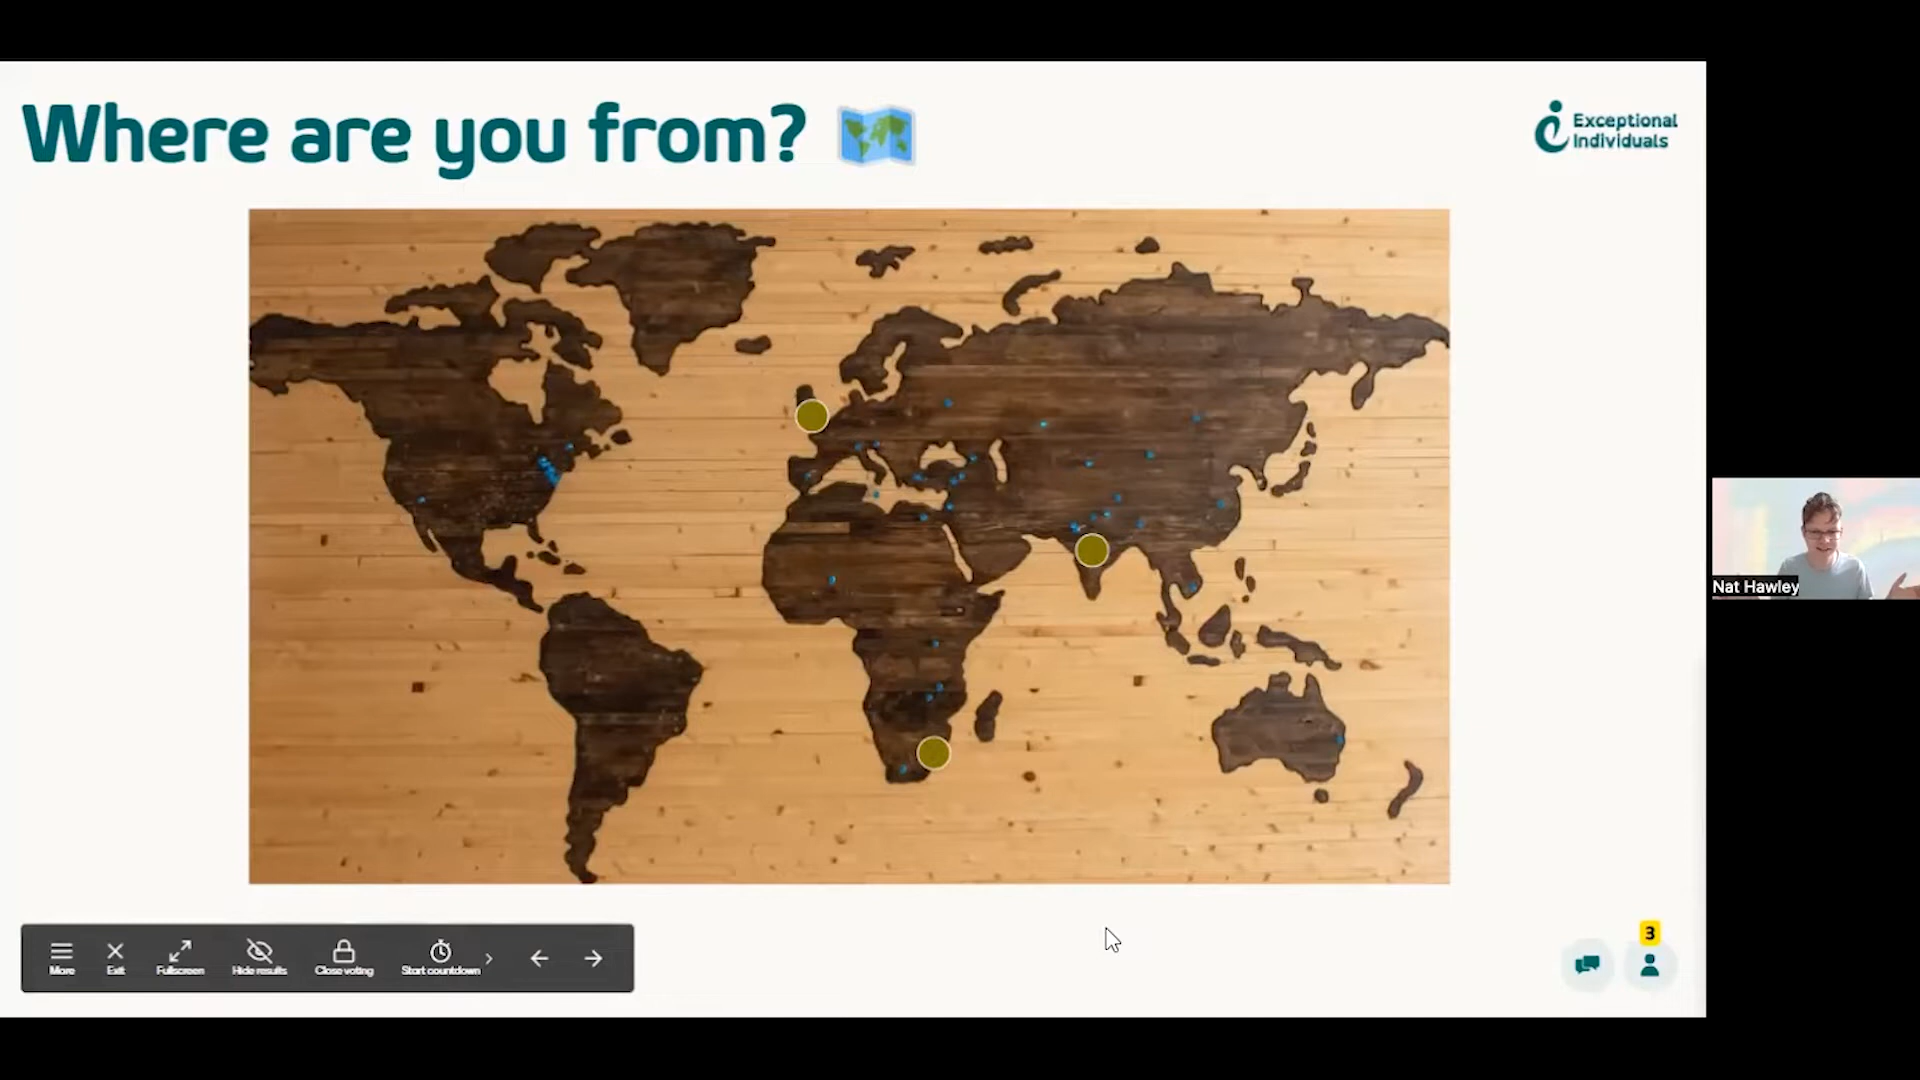 Where are you from?
Exceptional
Individuals
Nat Hawley
More
Exit
Fullscreen
Hide results
Close voting
Start countdown
3